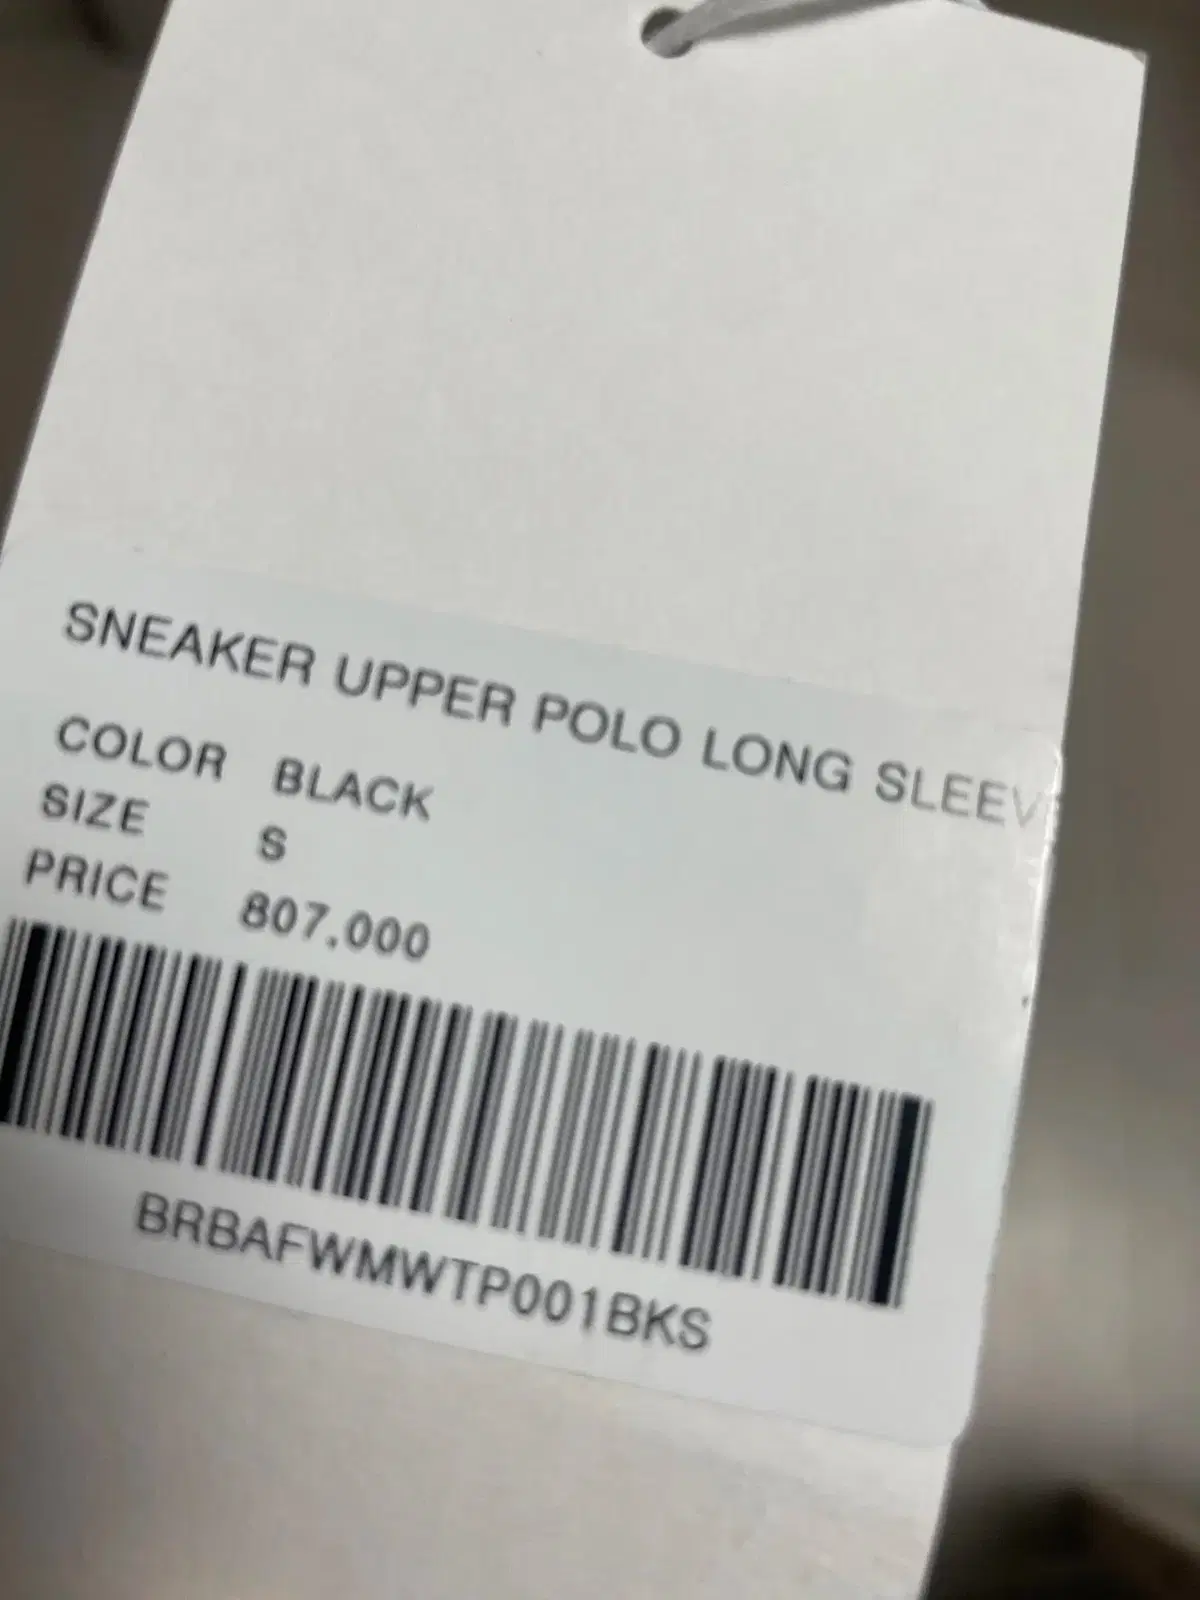 SNEAKER UPPER POLO LONG SLEEV
COLOR BLACK
SIZE S
PRICE 807,000
BRBAFWMWTP001BKS